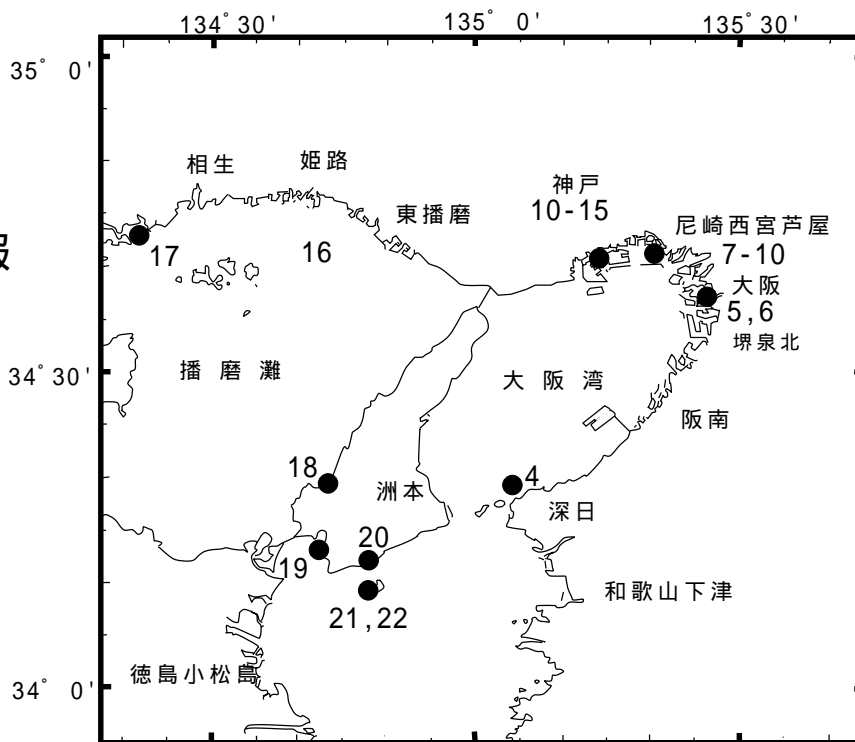 134°30' 135°0' 135°30'
35°0'
相生 姫路
神戸
10-15
東播磨
尼崎西宮芦屋
報
17 16 7-10
大阪
5,6
堺泉北
34°30'
播磨灘 大阪湾
阪南
18 洲本 4
深日
20
19
和歌山下津
21,22
徳島小松島
34°0'